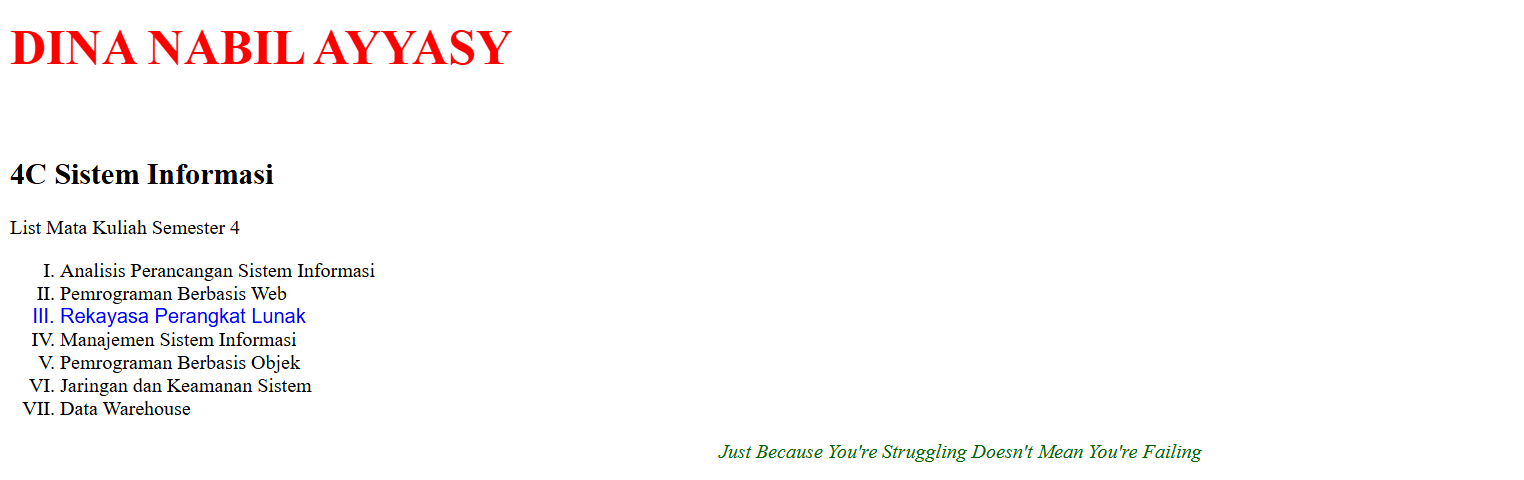 DINA NABIL AYYASY
4C Sistem Informasi
List Mata Kuliah Semester 4
I. Analisis Perancangan Sistem Informasi
II. Pemrograman Berbasis Web
III. Rekayasa Perangkat Lunak
IV. Manajemen Sistem Informasi
V. Pemrograman Berbasis Objek
VI. Jaringan dan Keamanan Sistem
VII. Data Warehouse
Just Because You're Struggling Doesn't Mean You're Failing